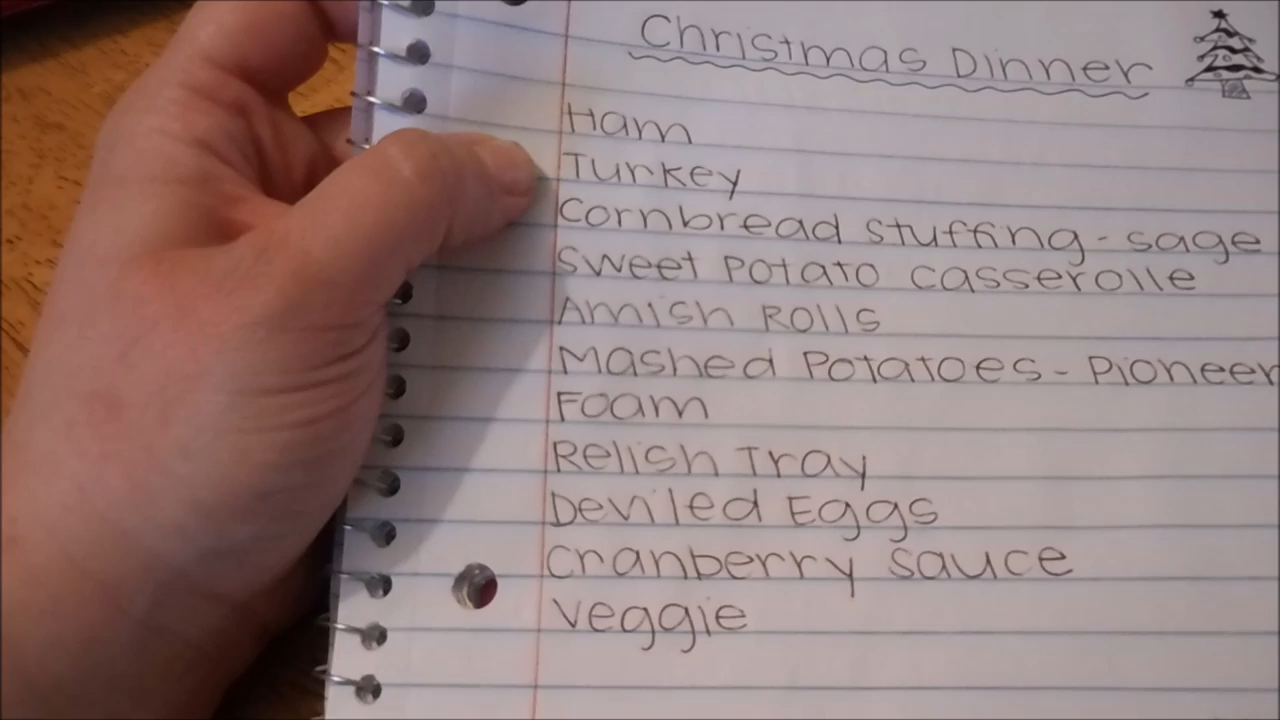 Christmas Dinner
Ham
Turkey
Cornbread stuffing - sage
Sweet Potato casserolle
Amish Rolls
Mashed Potatoes - Pioneer
Foam
Relish Tray
Deviled Eggs
Cranberry sauce
Veggie